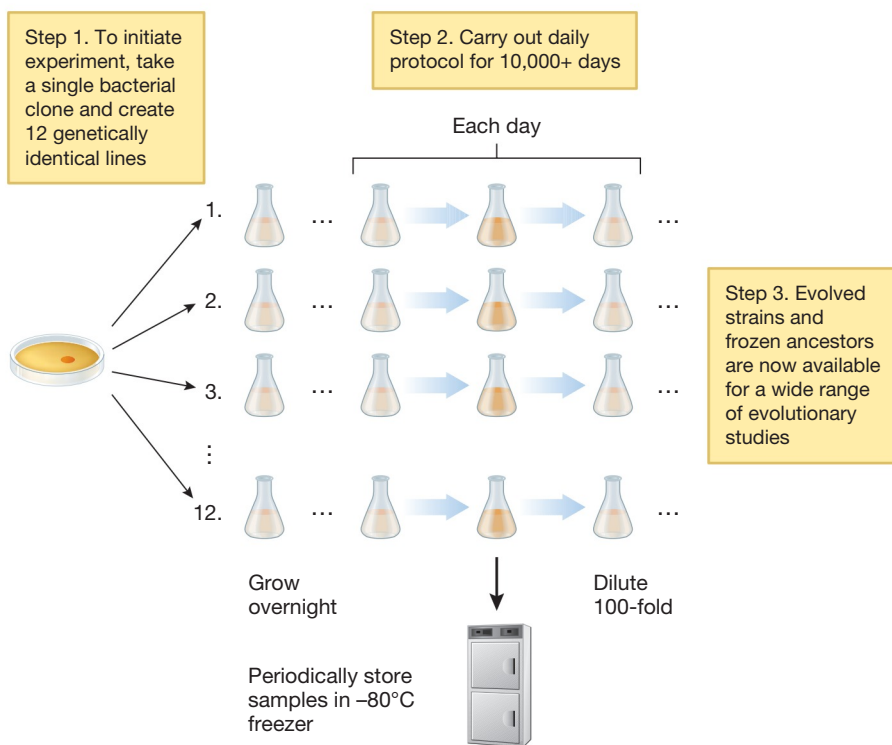 Step 1. To initiate
experiment, take
a single bacterial
clone and create
12 genetically
identical lines
Step 2. Carry out daily
protocol for 10,000+ days
Each day
1.
...
...
2.
...
...
3.
...
...
⋮
12.
...
...
Step 3. Evolved
strains and
frozen ancestors
are now available
for a wide range
of evolutionary
studies
Grow
overnight
Dilute
100-fold
Periodically store
samples in –80°C
freezer